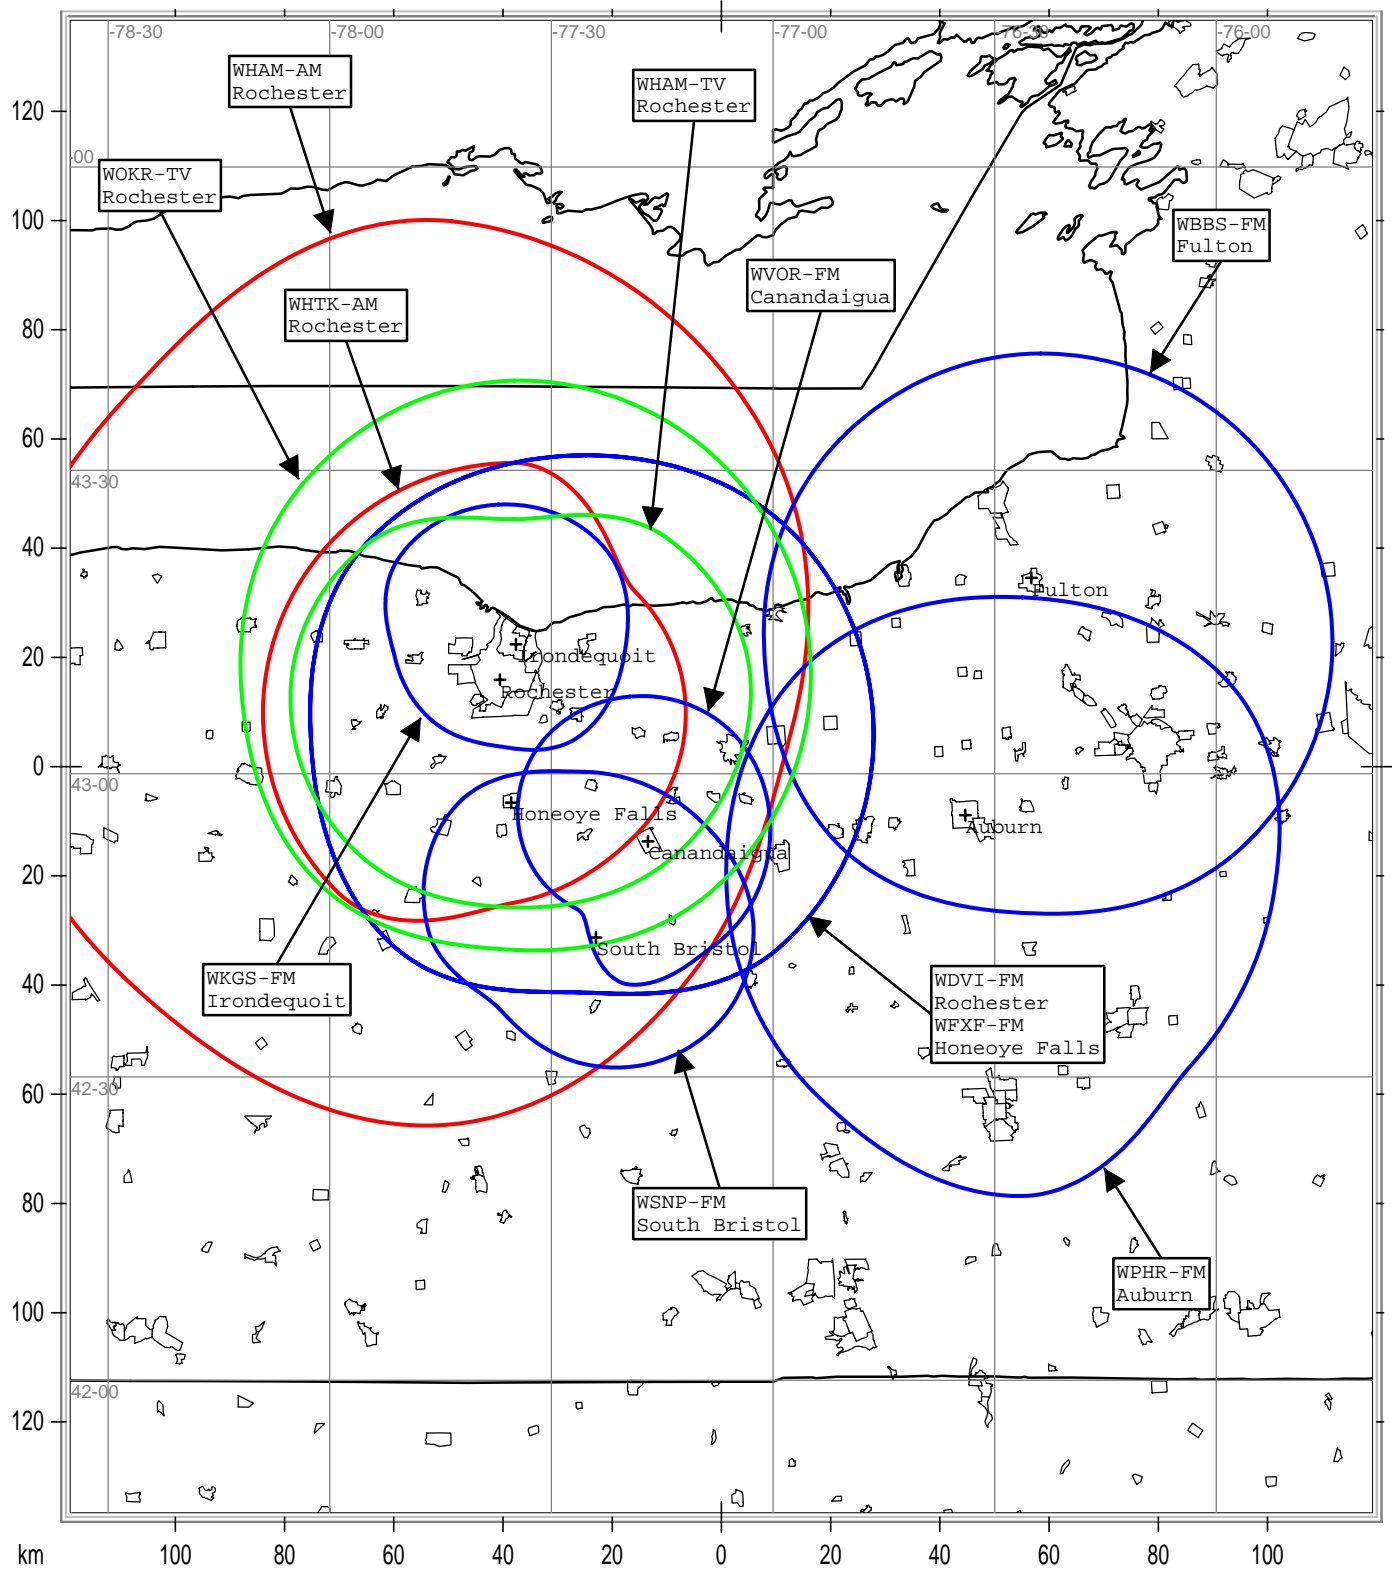 -78-30
-78-00
-77-30
-77-00
-76-30
-76-00
WHAM-AM
Rochester
WHAM-TV
Rochester
120
-00
WOKR-TV
Rochester
100
WBBS-FM
Fulton
WVOR-FM
Canandaigua
WHTK-AM
Rochester
80
60
43-30
40
Fulton
20
Irondequoit
Rochester
0
43-00
Honeoye Falls
Auburn
Canandaigua
20
South Bristol
WKGS-FM
Irondequoit
WDVI-FM
Rochester
WFXF-FM
Honeoye Falls
40
42-30
60
80
WSNP-FM
South Bristol
WPHR-FM
Auburn
100
42-00
120
km
100
80
60
40
20
0
20
40
60
80
100